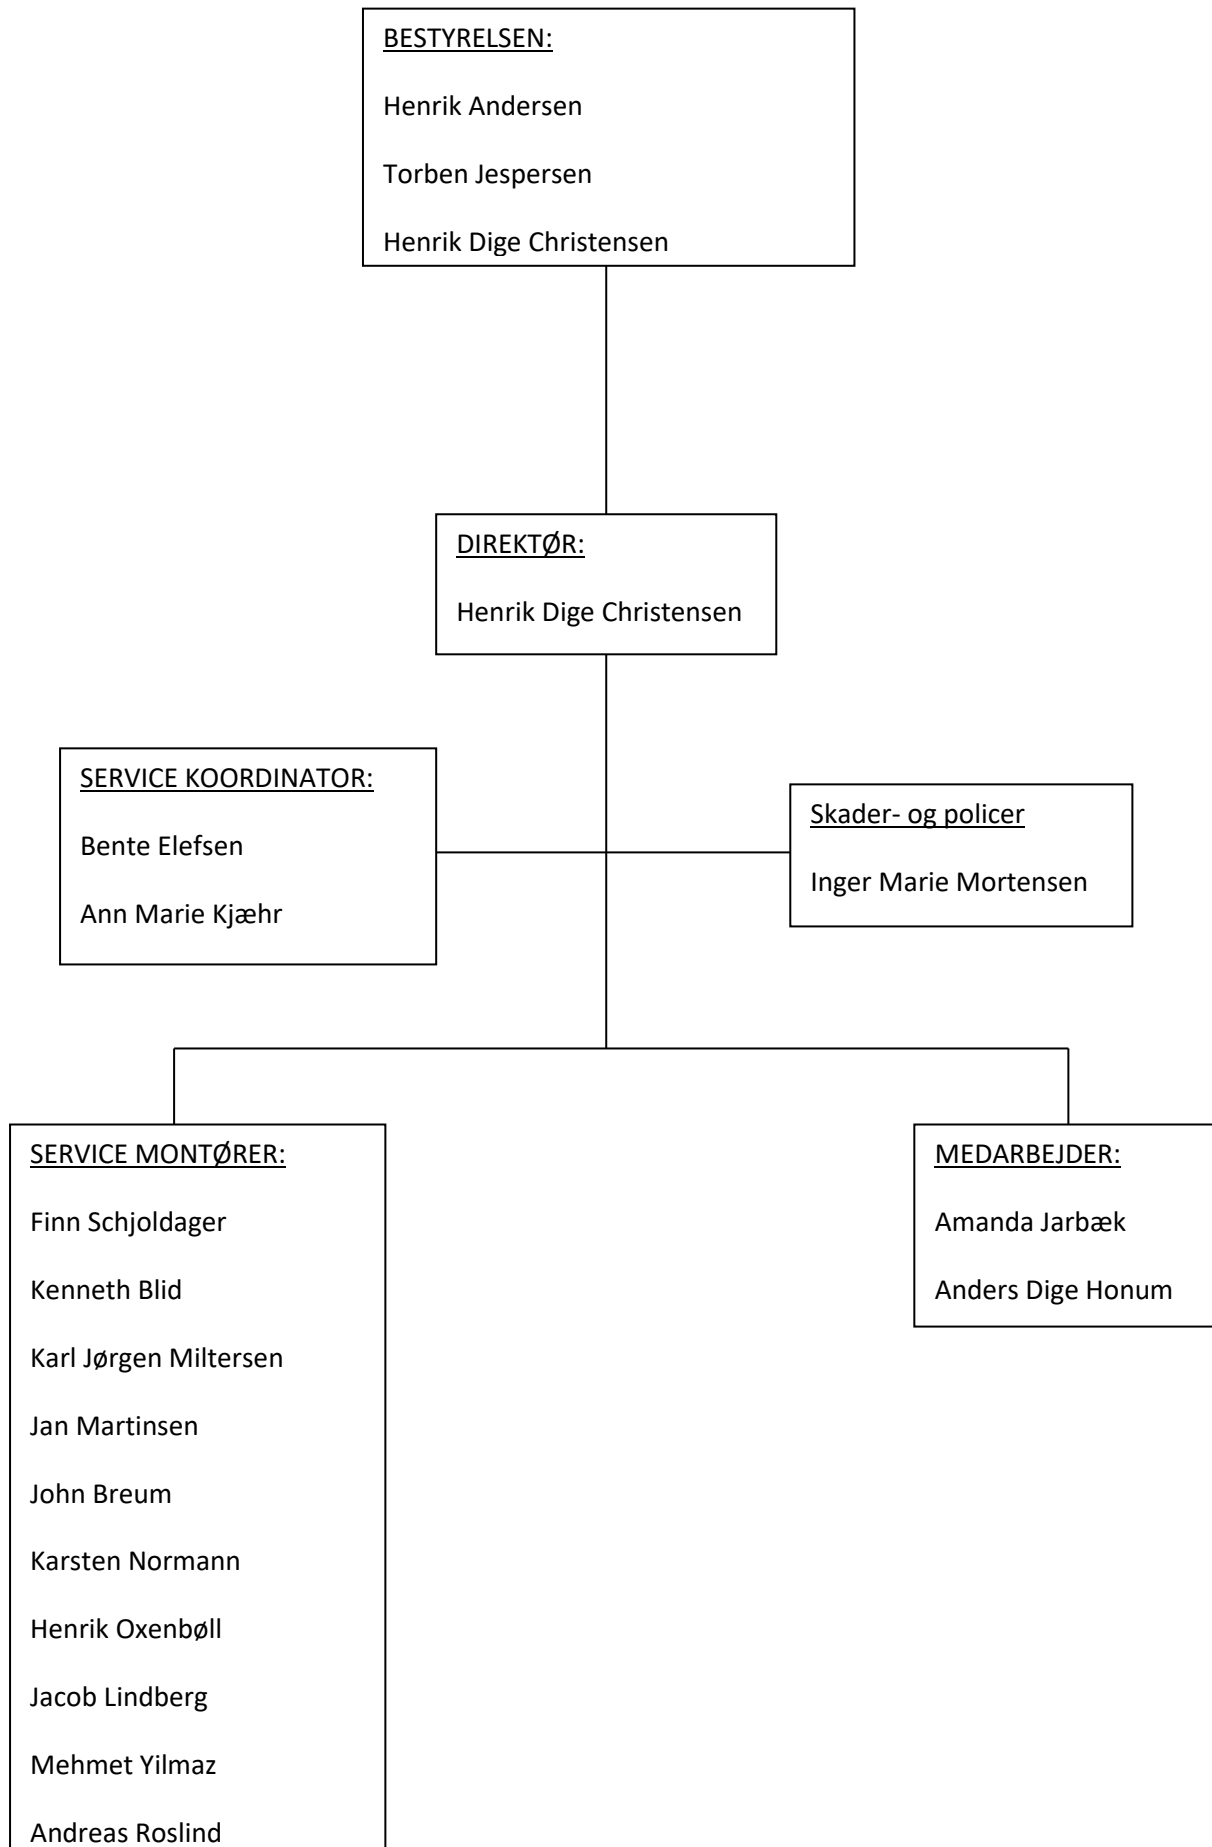 BESTYRELSEN:
Henrik Andersen
Torben Jespersen
Henrik Dige Christensen
DIREKTØR:
Henrik Dige Christensen
SERVICE KOORDINATOR:
Bente Elefsen
Ann Marie Kjæhr
Skader- og policer
Inger Marie Mortensen
SERVICE MONTØRER:
Finn Schjoldager
Kenneth Blid
Karl Jørgen Miltersen
Jan Martinsen
John Breum
Karsten Normann
Henrik Oxenbøll
Jacob Lindberg
Mehmet Yilmaz
Andreas Roslind
MEDARBEJDER:
Amanda Jarbæk
Anders Dige Honum